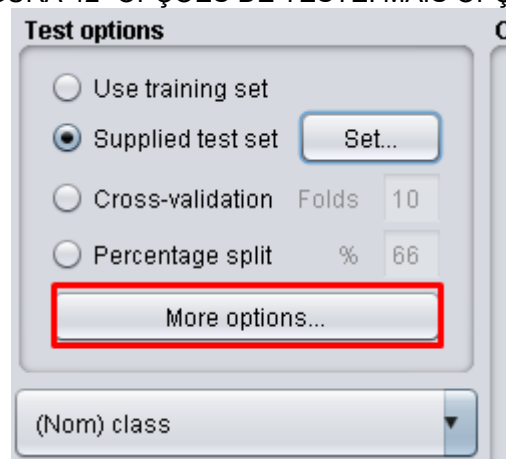 Test options
Use training set
Supplied test set Set...
Cross-validation Folds 10
Percentage split % 66
More options...
(Nom) class